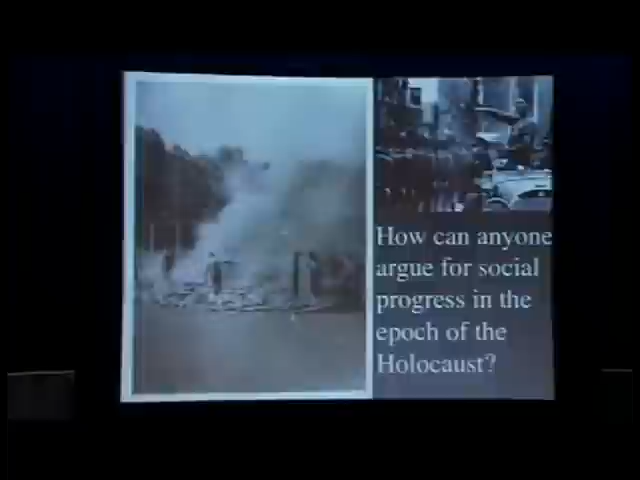 How can anyone
argue for social
progress in the
epoch of the
Holocaust?